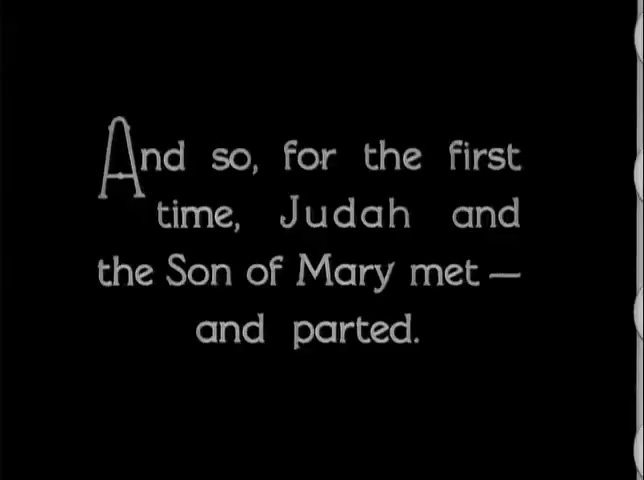 And so, for the first
time, Judah and
the Son of Mary met —
and parted.